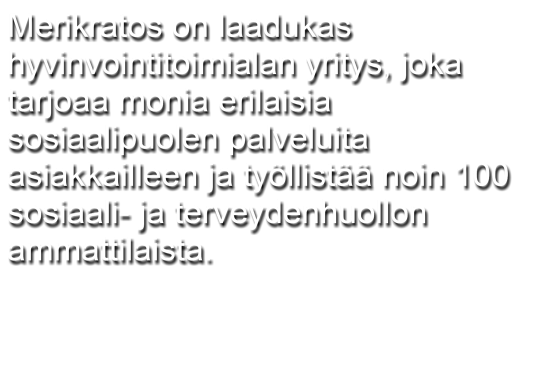 Merikratos on laadukas
hyvinvointitoimialan yritys, joka
tarjoaa monia erilaisia
sosiaalipuolen palveluita
asiakkailleen ja työllistää noin 100
sosiaali- ja terveydenhuollon
ammattilaista.